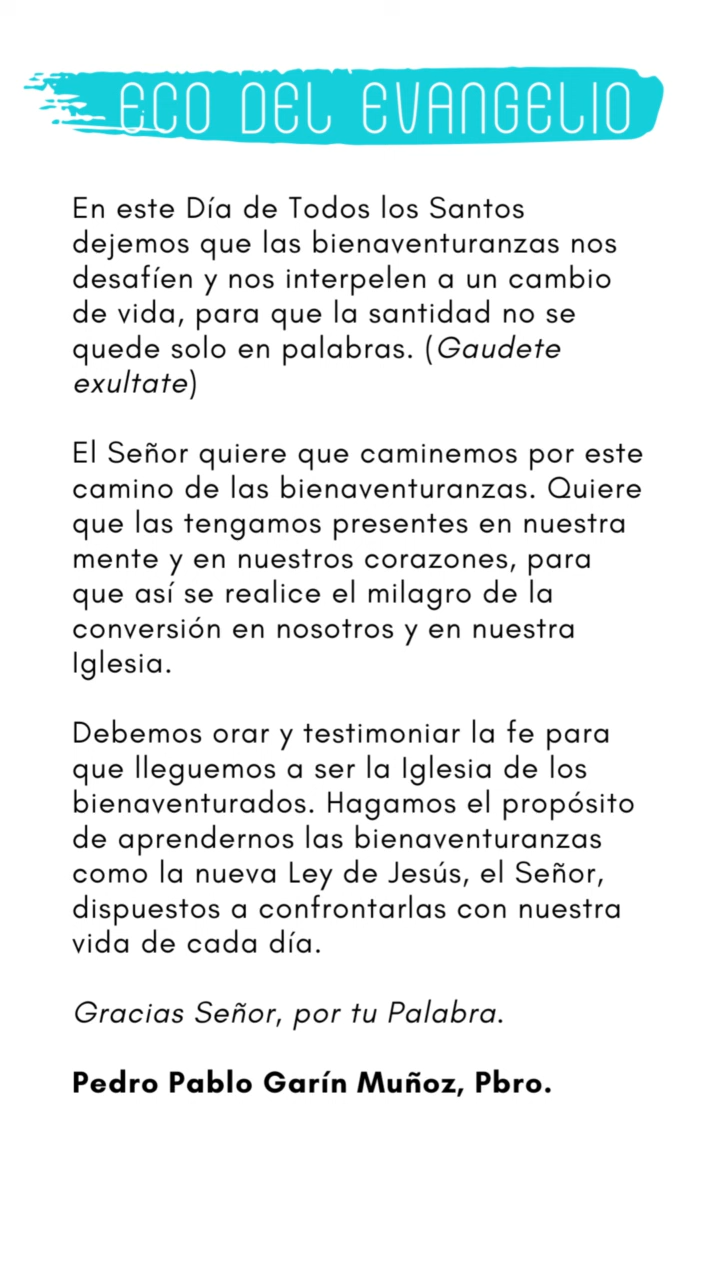 ECO DEL EVANGELIO
En este Día de Todos los Santos
dejemos que las bienaventuranzas nos
desafíen y nos interpelen a un cambio
de vida, para que la santidad no se
quede solo en palabras. (Gaudete
exultate)
El Señor quiere que caminemos por este
camino de las bienaventuranzas. Quiere
que las tengamos presentes en nuestra
mente y en nuestros corazones, para
que así se realice el milagro de la
conversión en nosotros y en nuestra
Iglesia.
Debemos orar y testimoniar la fe para
que lleguemos a ser la Iglesia de los
bienaventurados. Hagamos el propósito
de aprendernos las bienaventuranzas
como la nueva Ley de Jesús, el Señor,
dispuestos a confrontarlas con nuestra
vida de cada día.
Gracias Señor, por tu Palabra.
Pedro Pablo Garín Muñoz, Pbro.